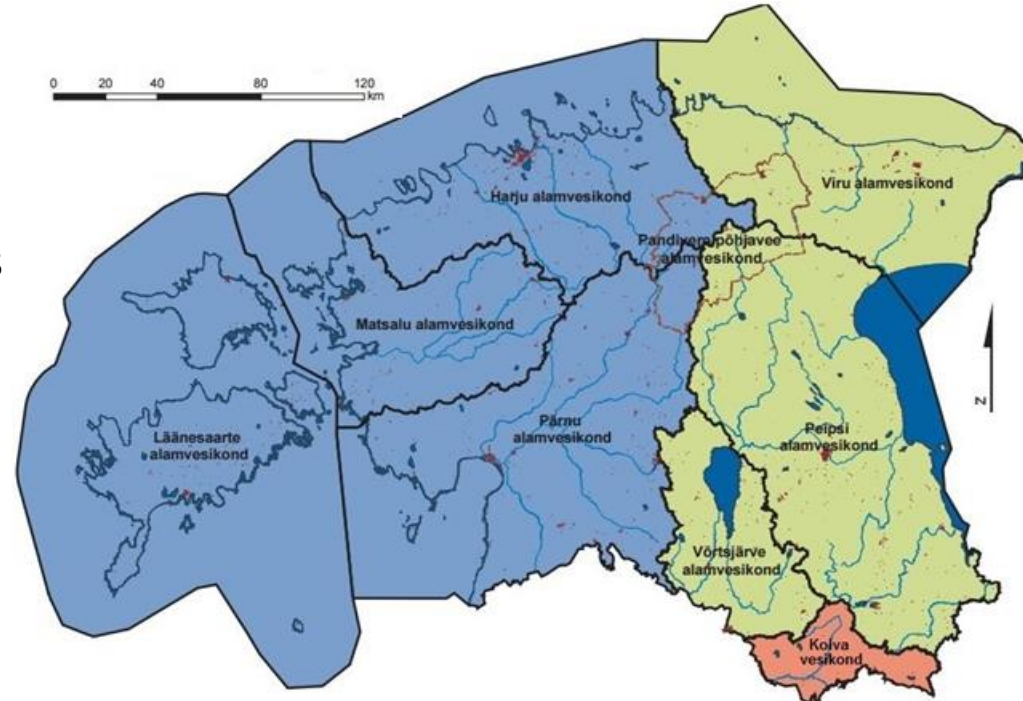 0 20 40 60 80 120
km
Viru alamvesikond
Harju alamvesikond
Pandivere põhjavee
alamvesikond
Matsalu alamvesikond
Läänesaarte
alamvesikond
Pärnu
alamvesikond
Peipsi
alamvesikond
Võrtsjärve
alamvesikond
Koiva
vesikond
N
s